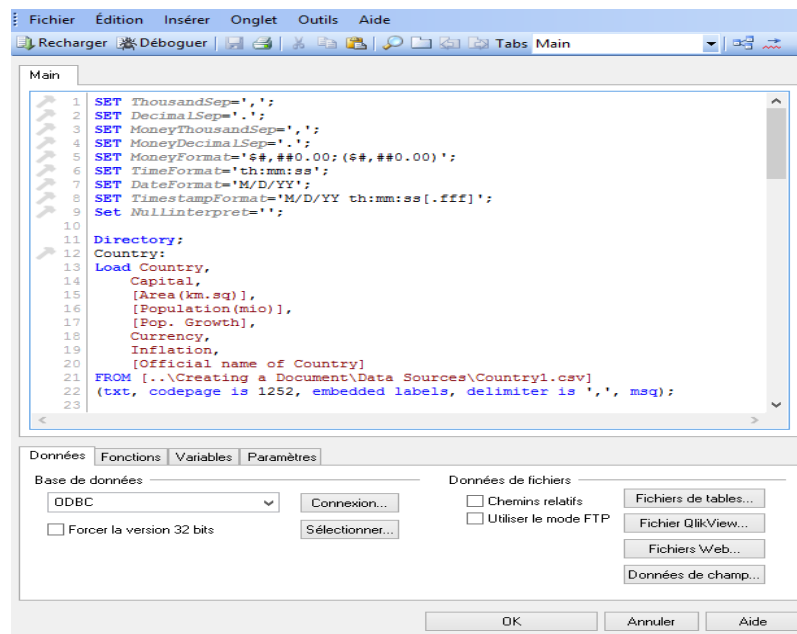 Fichier Édition Insérer Onglet Outils Aide
Recharger Déboguer Tabs Main
Main
1 SET ThousandSep=',';
2 SET DecimalSep='.';
3 SET MoneyThousandSep=',';
4 SET MoneyDecimalSep='.';
5 SET MoneyFormat='$#,##0.00;($#,##0.00)';
6 SET TimeFormat='th:mm:ss';
7 SET DateFormat='M/D/YY';
8 SET TimestampFormat='M/D/YY th:mm:ss[.fff]';
9 Set Nullinterpret='';
10
11 Directory;
12 Country:
13 Load Country,
14 Capital,
15 [Area(km.sq)],
16 [Population(mio)],
17 [Pop. Growth],
18 Currency,
19 Inflation,
20 [Official name of Country]
21 FROM [..\Creating a Document\Data Sources\Country1.csv]
22 (txt, codepage is 1252, embedded labels, delimiter is ',', msq);
23
Données Fonctions Variables Paramètres
Base de données Données de fichiers
ODBC Connexion... Chemins relatifs Fichiers de tables...
Forcer la version 32 bits Sélectionner... Utiliser le mode FTP Fichier QlikView...
Fichiers Web...
Données de champ...
OK Annuler Aide